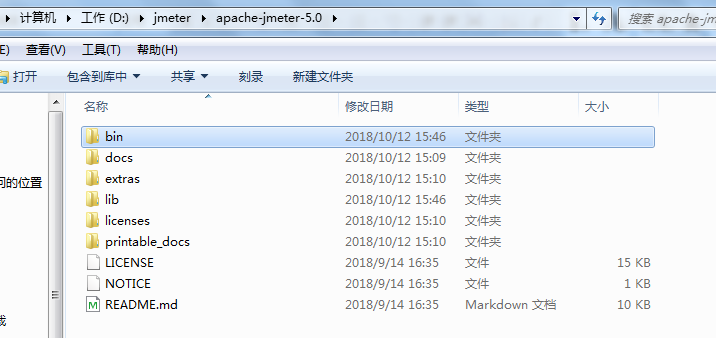 计算机 工作 (D:) jmeter apache-jmeter-5.0 搜索 apache-jm
E) 查看(V) 工具(T) 帮助(H)
打开 包含到库中 共享 刻录 新建文件夹
名称 修改日期 类型 大小
bin 2018/10/12 15:46 文件夹
docs 2018/10/12 15:09 文件夹
问的位置 extras 2018/10/12 15:10 文件夹
lib 2018/10/12 15:46 文件夹
licenses 2018/10/12 15:10 文件夹
printable_docs 2018/10/12 15:10 文件夹
LICENSE 2018/9/14 16:35 文件 15 KB
NOTICE 2018/9/14 16:35 文件 1 KB
README.md 2018/9/14 16:35 Markdown 文档 10 KB